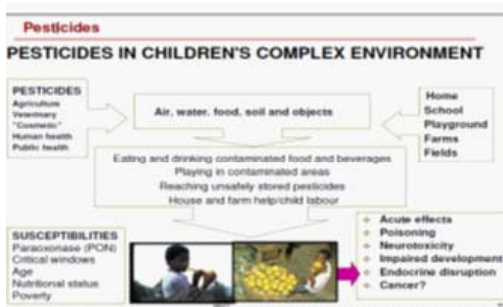 Pesticides
PESTICIDES IN CHILDREN'S COMPLEX ENVIRONMENT
PESTICIDES
Agriculture
Veterinary
"Cosmetic"
Human health
Public health
Air, water, food, soil and objects
Home
School
Playground
Farms
Fields
Eating and drinking contaminated food and beverages
Playing in contaminated areas
Reaching unsafely stored pesticides
House and farm help/child labour
SUSCEPTIBILITIES
Paraoxonase (PON)
Critical windows
Age
Nutritional status
Poverty
Acute effects
Poisoning
Neurotoxicity
Impaired development
Endocrine disruption
Cancer?